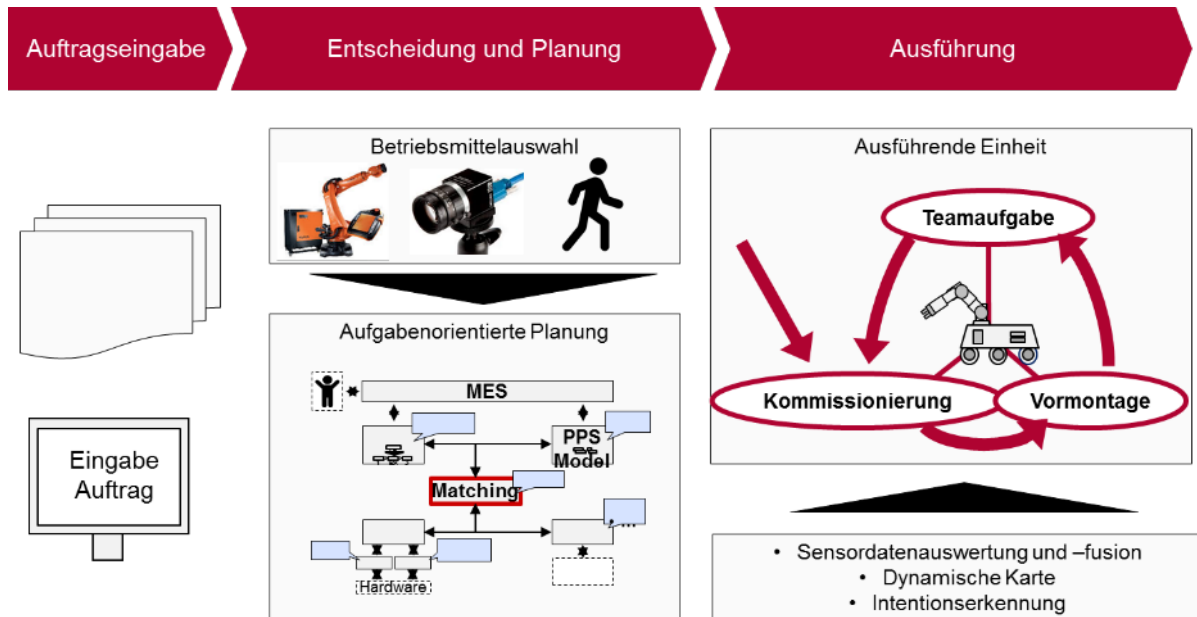 Auftragseingabe
Entscheidung und Planung
Ausführung
Eingabe
Auftrag
Betriebsmittelauswahl
Aufgabenorientierte Planung
MES
PPS
Model
Matching
...
Hardware
Ausführende Einheit
Teamaufgabe
Kommissionierung
Vormontage
• Sensordatenauswertung und –fusion
• Dynamische Karte
• Intentionserkennung